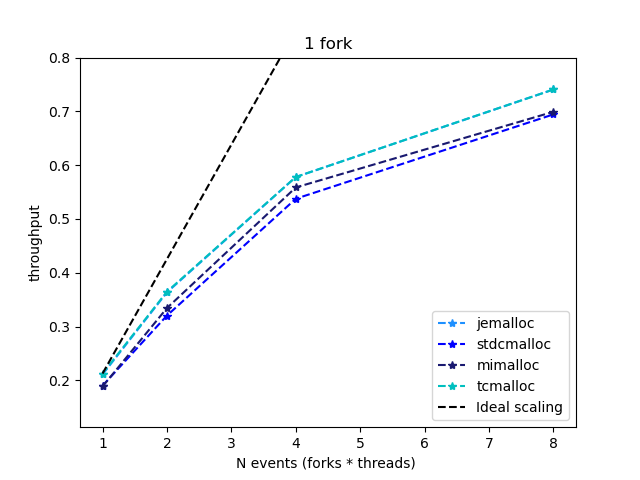 1 fork
0.8
0.7
0.6
0.5
0.4
0.3
0.2
throughput
jemalloc
stdcmalloc
mimalloc
tcmalloc
Ideal scaling
1 2 3 4 5 6 7 8
N events (forks * threads)